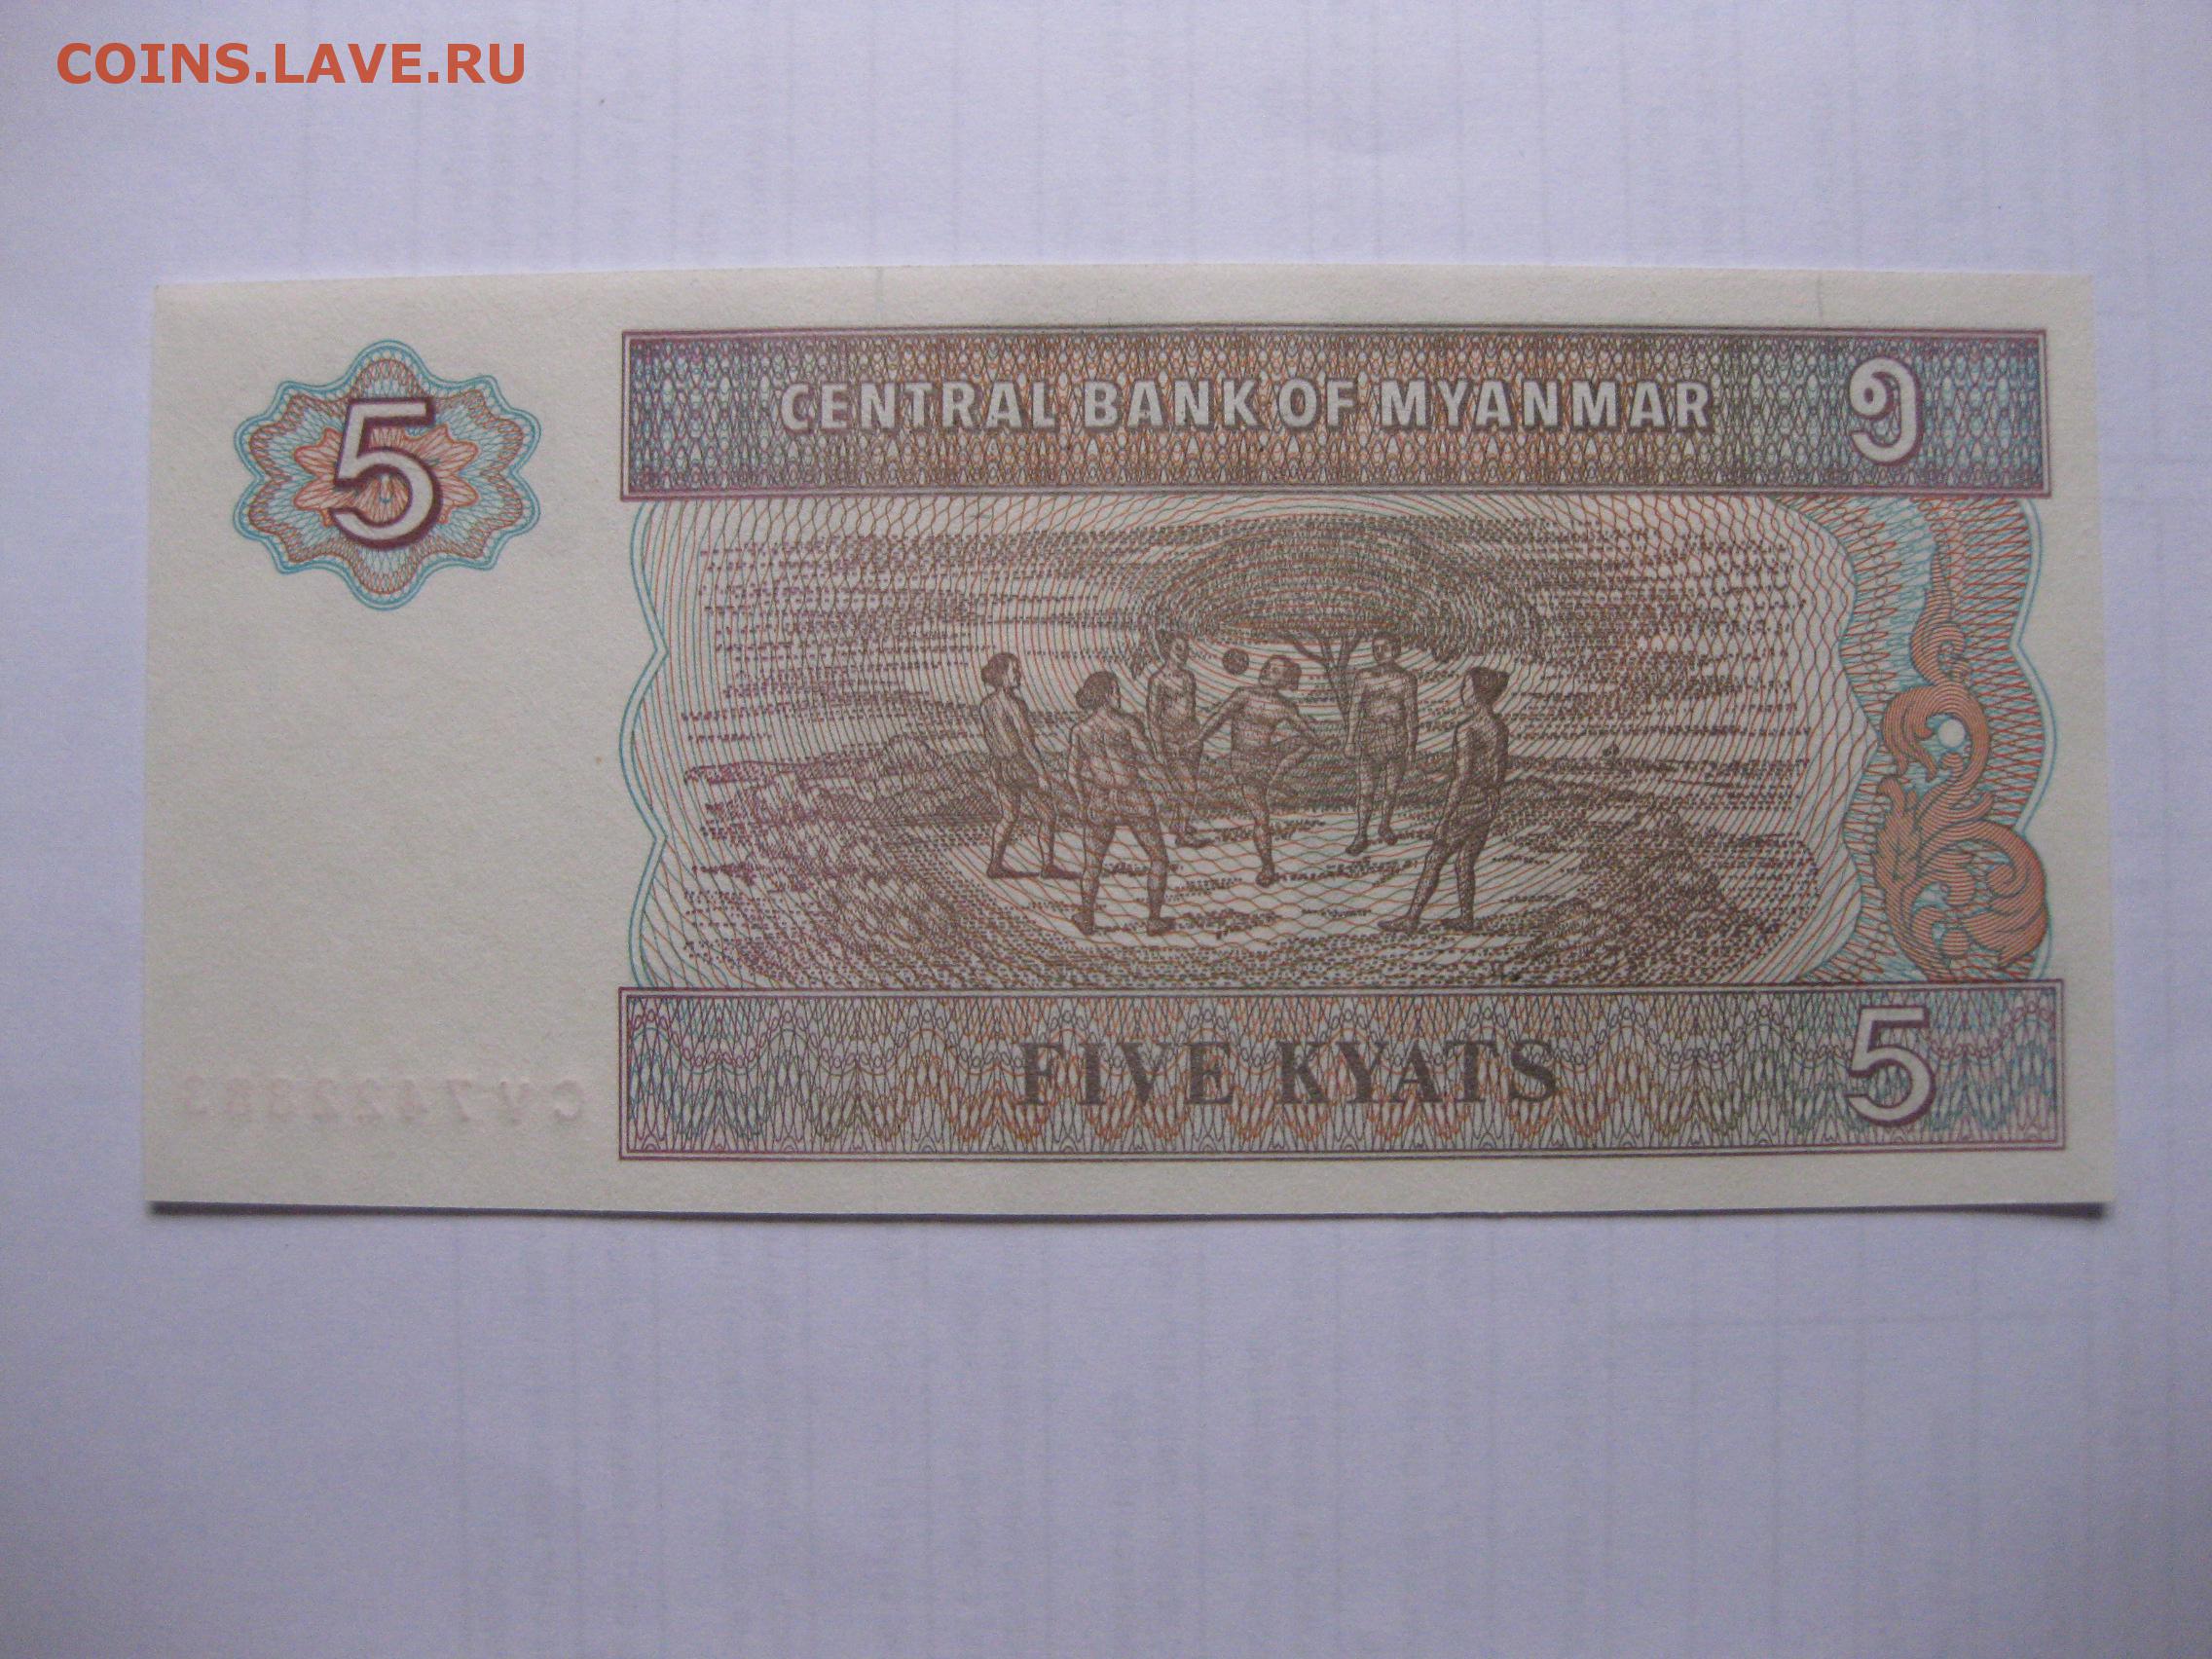 COINS.LAVE.RU
5
CENTRAL BANK OF MYANMAR ၅
FIVE KYATS 5